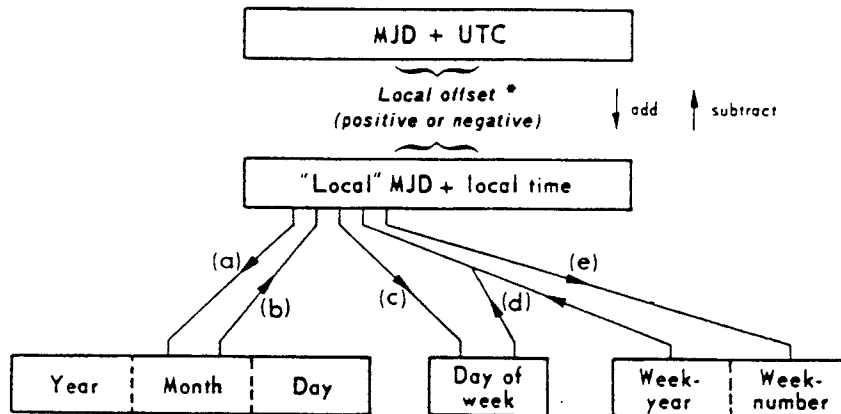 MJD + UTC
Local offset *
(positive or negative)
add
subtract
"Local" MJD + local time
(a)
(b)
(c)
(d)
(e)
Year
Month
Day
Day of
week
Week-
year
Week-
number